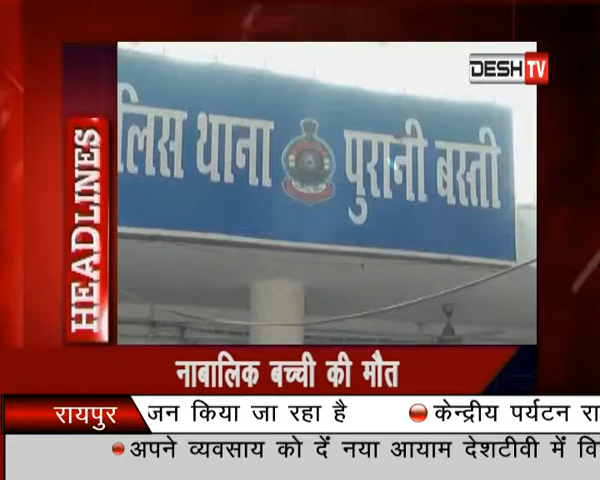 DESH TV
HEADLINES
थाना पुरानी बस्ती
नाबालिक बच्ची की मौत
रायपुर जन किया जा रहा है केन्द्रीय पर्यटन
अपने व्यवसाय को दें नया आयाम देशटीवी में